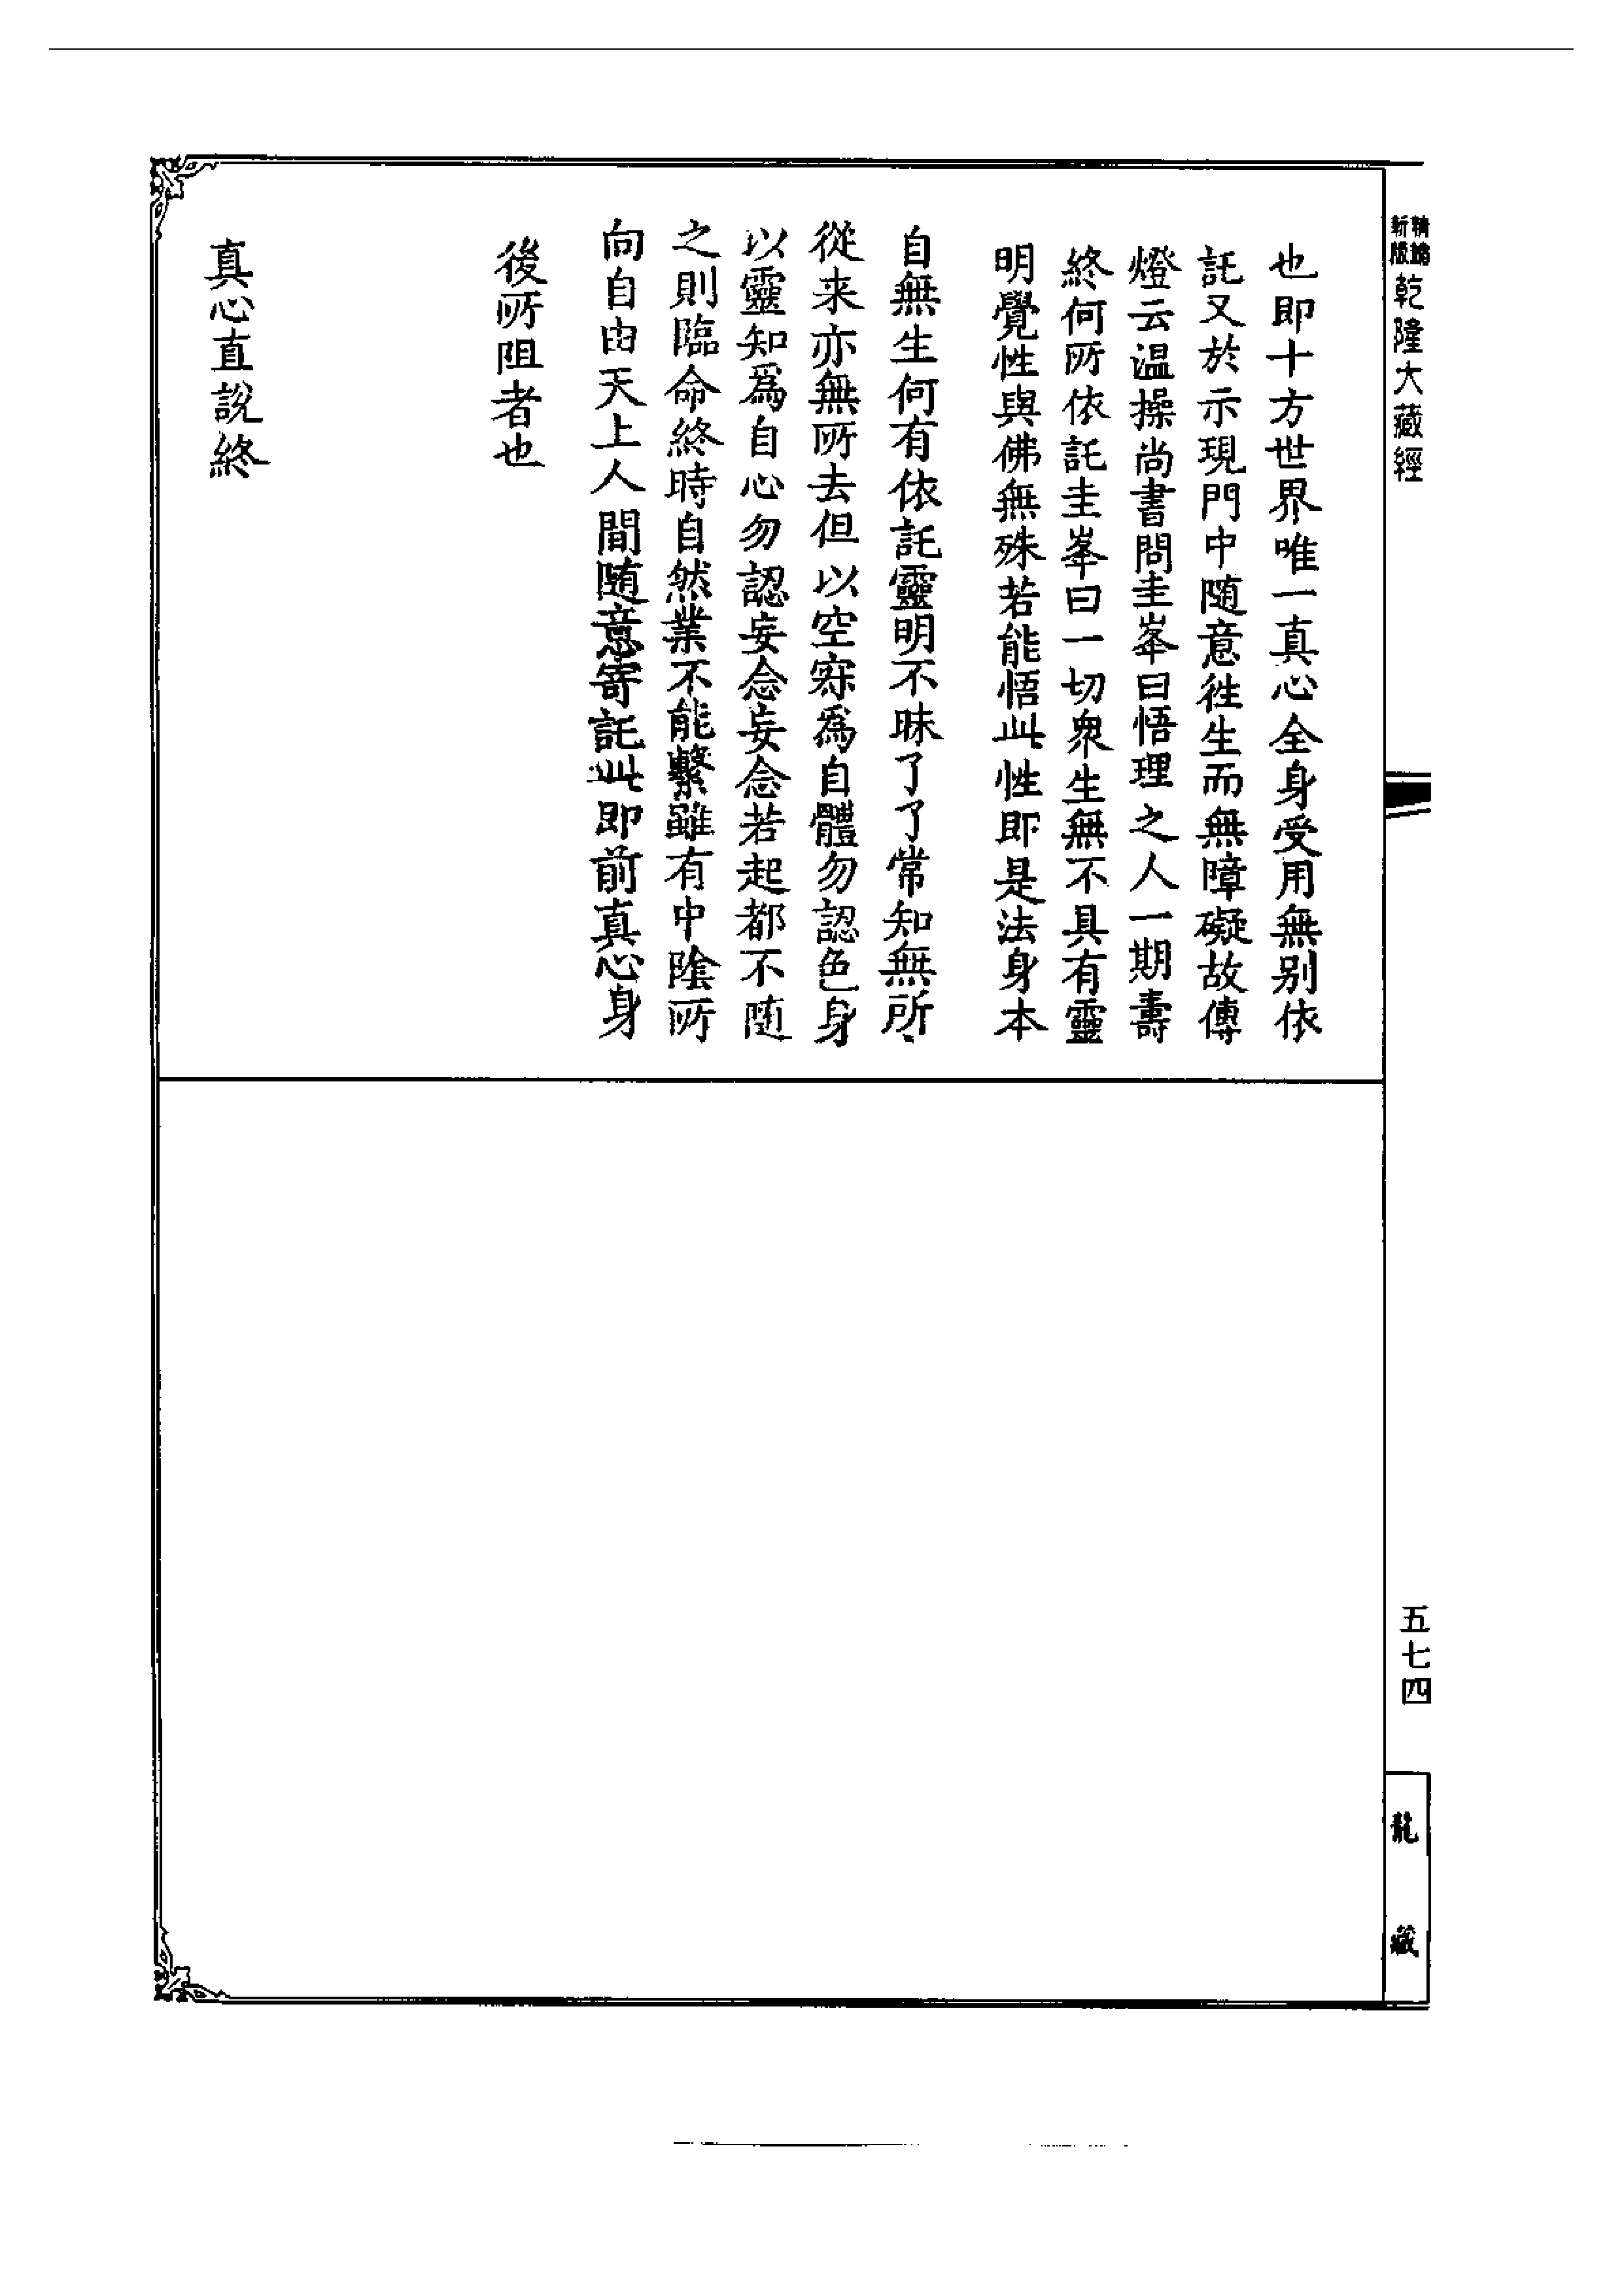 新版
乾隆大藏經
也即十方世界唯一真心全身受用無别依
託又於示現門中随意徃生而無障礙故傳
燈云温操尚書問圭峯曰悟理之人一期壽
終何所依託圭峯曰一切衆生無不具有靈
明覺性與佛無殊若能悟此性即是法身本
自無生何有依託靈明不昧了了常知無所
從来亦無所去但以空寂爲自體勿認色身
以靈知爲自心勿認妄念妄念若起都不随
之則臨命終時自然業不能繫雖有中陰所
向自由天上人間随意寄託此即前真心身
後所阻者也
真心直說終
五七四
龍藏